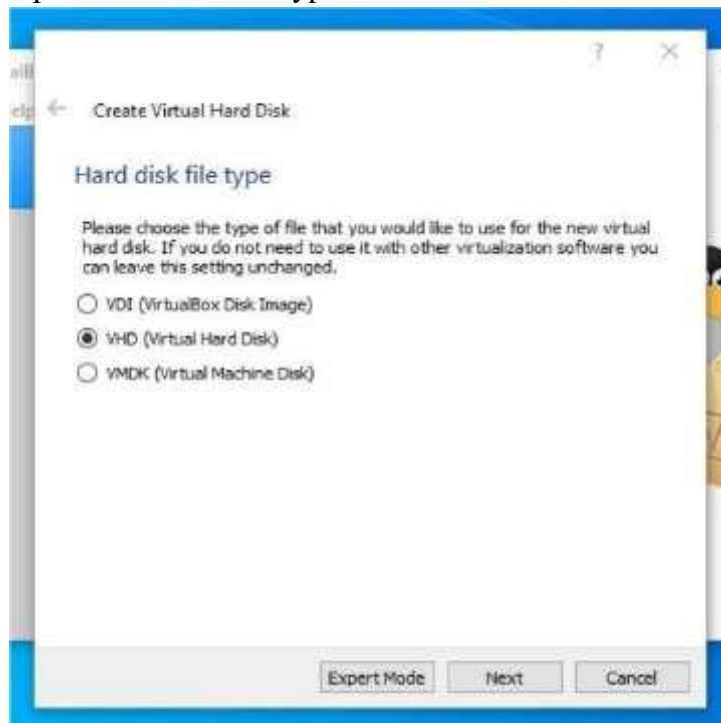 ?
Create Virtual Hard Disk
Hard disk file type
Please choose the type of file that you would like to use for the new virtual
hard disk. If you do not need to use it with other virtualization software you
can leave this setting unchanged.
VDI (VirtualBox Disk Image)
VHD (Virtual Hard Disk)
VMDK (Virtual Machine Disk)
Expert Mode Next Cancel